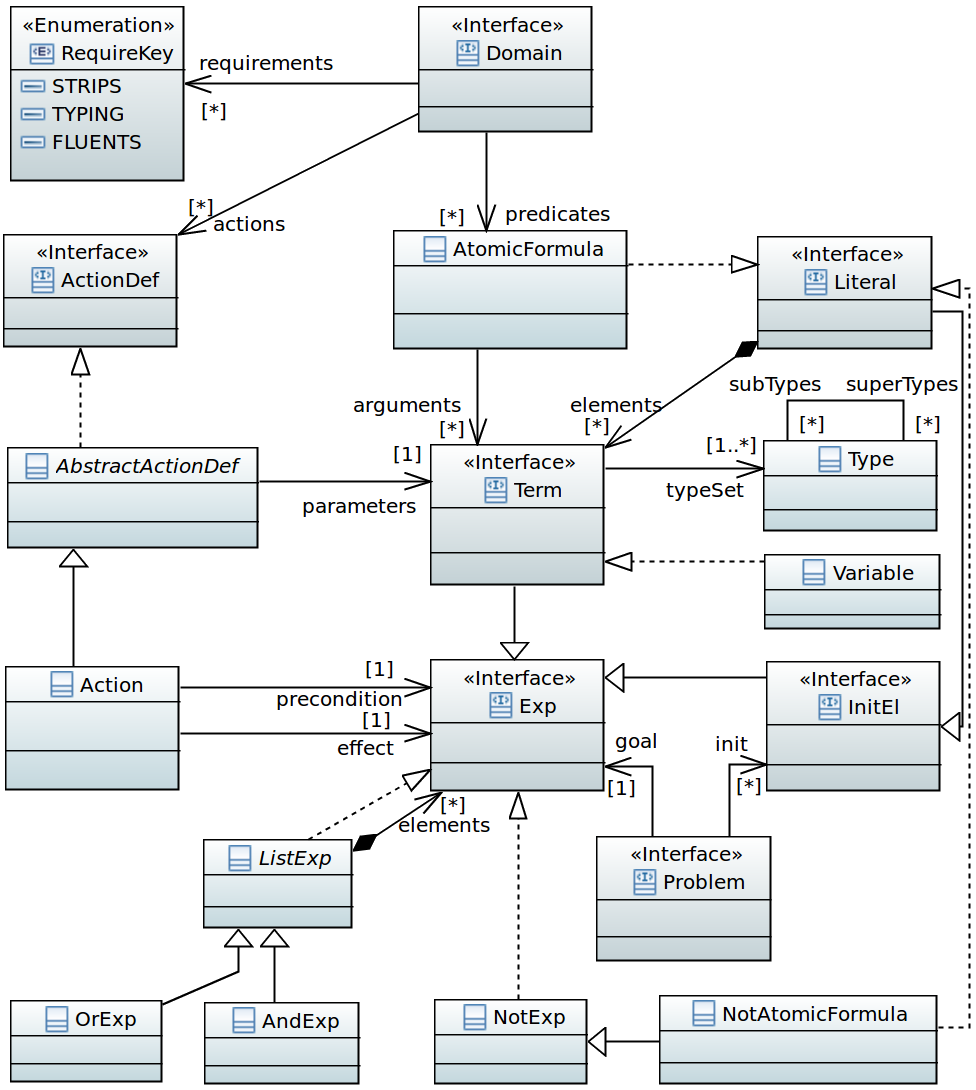 «Enumeration»
RequireKey
STRIPS
TYPING
FLUENTS
«Interface»
Domain
requirements
[*]
[*]
actions
[*]
predicates
«Interface»
ActionDef
AtomicFormula
«Interface»
Literal
arguments
[*]
elements
[*]
subTypes
superTypes
[*]
[*]
AbstractActionDef
[1]
parameters
«Interface»
Term
[1..*]
typeSet
Type
Variable
Action
[1]
precondition
[1]
effect
«Interface»
Exp
«Interface»
InitEl
goal
[1]
init
[*]
[*]
elements
ListExp
«Interface»
Problem
OrExp
AndExp
NotExp
NotAtomicFormula